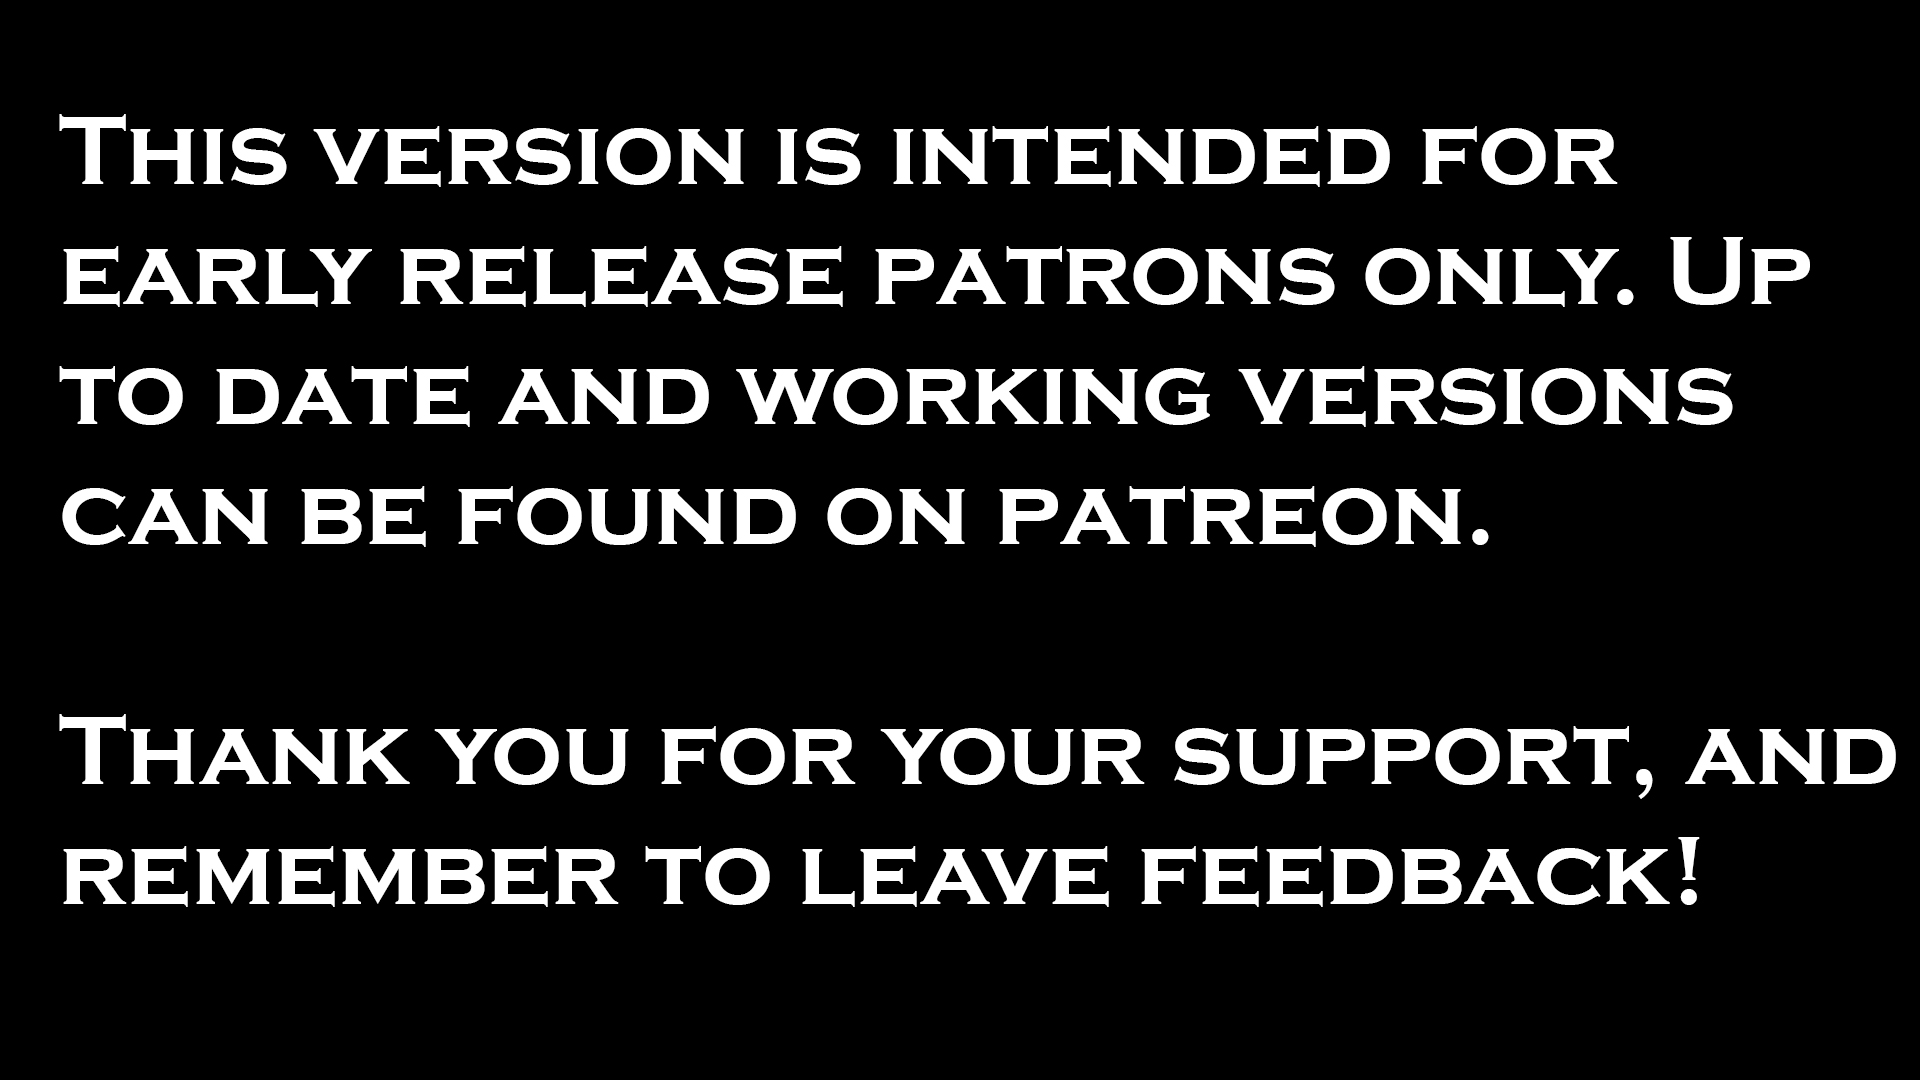 This version is intended for
early release patrons only. Up
to date and working versions
can be found on patreon.
Thank you for your support, and
remember to leave feedback!